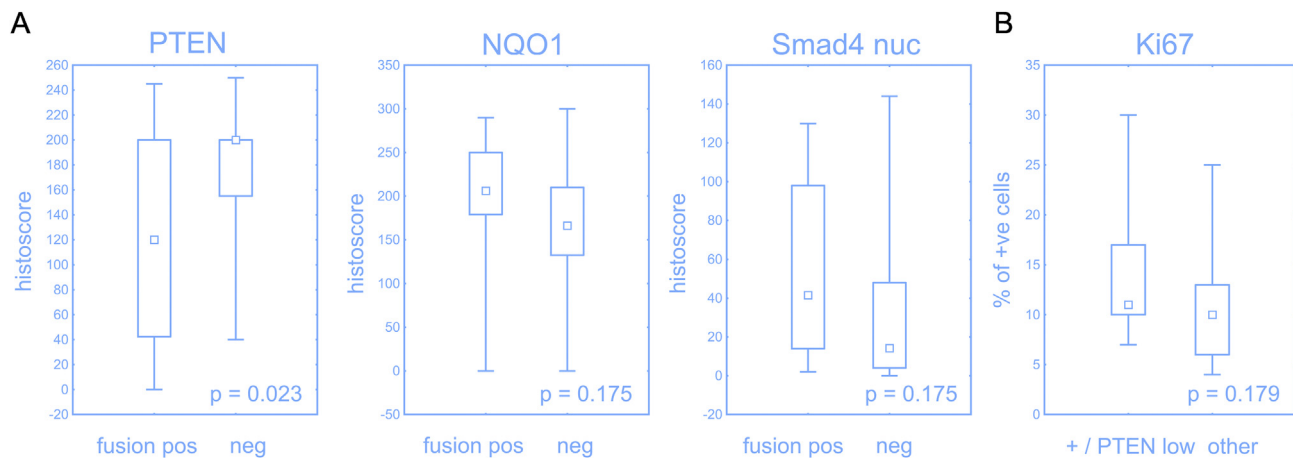 A
PTEN
histoscore
260
240
220
200
180
160
140
120
100
80
60
40
20
0
-20
p = 0.023
fusion pos neg
NQO1
histoscore
350
300
250
200
150
100
50
0
-50
p = 0.175
fusion pos neg
Smad4 nuc
histoscore
160
140
120
100
80
60
40
20
0
-20
p = 0.175
fusion pos neg
B
Ki67
% of +ve cells
35
30
25
20
15
10
5
0
p = 0.179
+ / PTEN low other